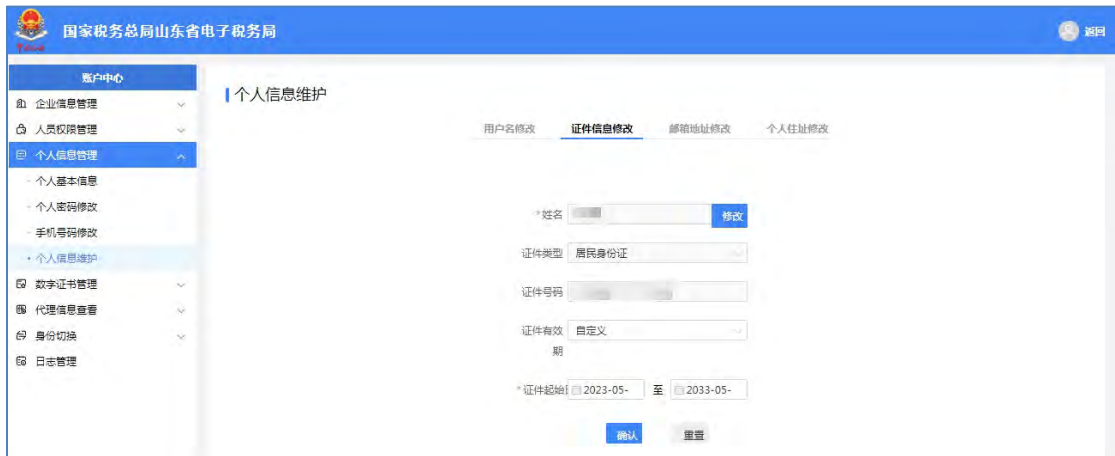 国家税务总局山东省电子税务局
返回
账户中心
企业信息管理
人员权限管理
个人信息管理
个人基本信息
个人密码修改
手机号码修改
个人信息维护
数字证书管理
代理信息查看
身份切换
日志管理
个人信息维护
用户名修改 证件信息修改 邮箱地址修改 个人住址修改
*姓名 修改
证件类型 居民身份证
证件号码
证件有效 自定义
期
*证件起始 2023-05- 至 2033-05-
确认 重置